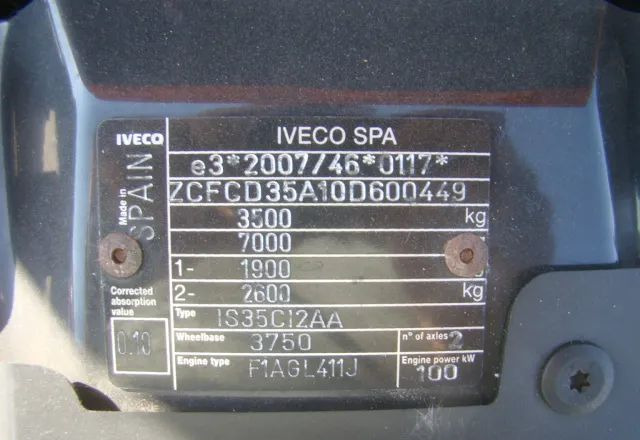 IVECO
IVECO SPA
Made in SPAIN
e3*2007/46*0117*
ZCFCD35A10D600449
3500 kg
7000
1- 1900
2- 2600 kg
Corrected absorption value
0.10
Type IS35CI2AA
Wheelbase 3750
n° of axles 2
Engine type F1AGL411J
Engine power kW 100